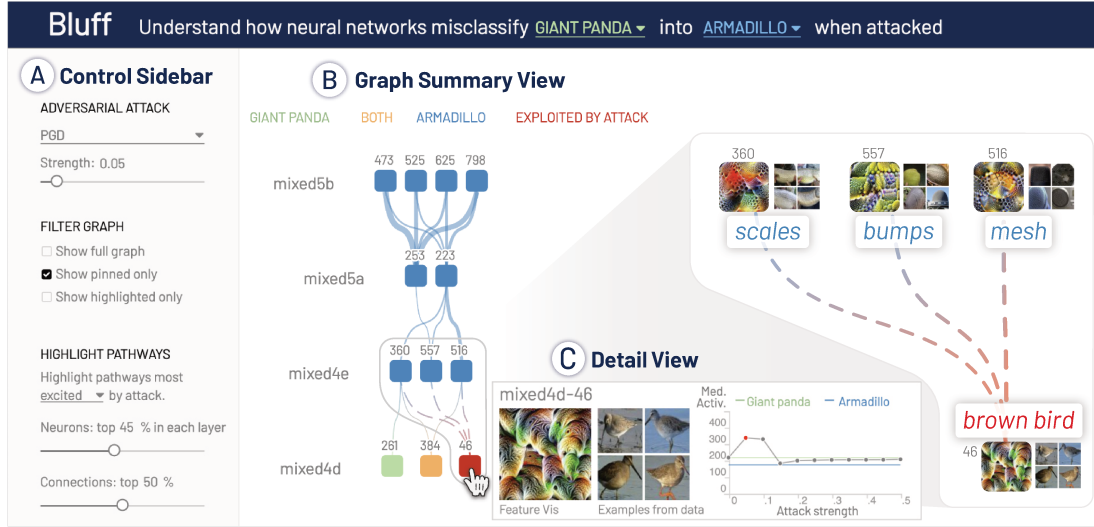 Bluff Understand how neural networks misclassify GIANT PANDA into ARMADILLO when attacked
A Control Sidebar
ADVERSARIAL ATTACK
PGD
Strength: 0.05
FILTER GRAPH
Show full graph
Show pinned only
Show highlighted only
HIGHLIGHT PATHWAYS
Highlight pathways most
excited by attack.
Neurons: top 45 % in each layer
Connections: top 50 %
B Graph Summary View
GIANT PANDA BOTH ARMADILLO EXPLOITED BY ATTACK
473 525 625 798
mixed5b
253 223
mixed5a
360 557 516
mixed4e
261 384 46
mixed4d
C Detail View
mixed4d-46
Feature Vis Examples from data
Med.
Activ.
Giant panda Armadillo
400
300
200
100
0
0 .1 .2 .3 .4 .5
Attack strength
360 557 516
scales bumps mesh
brown bird
46